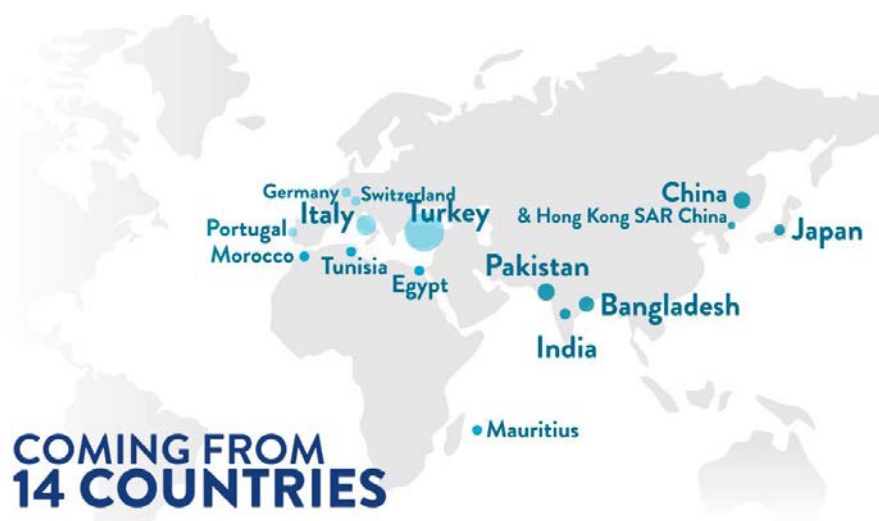 Germany
Switzerland
Italy
Turkey
Portugal
Morocco
Tunisia
Egypt
China
& Hong Kong SAR China
Japan
Pakistan
Bangladesh
India
Mauritius
COMING FROM
14 COUNTRIES